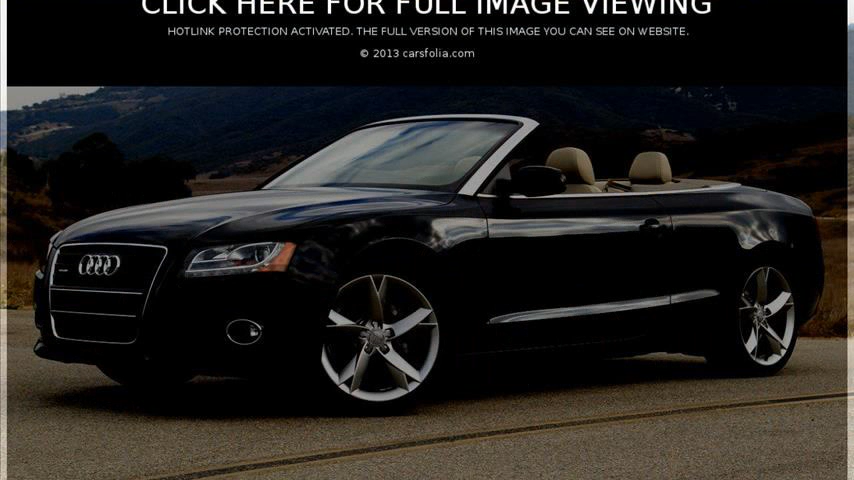 CLICK HERE FOR FULL IMAGE VIEWING
HOTLINK PROTECTION ACTIVATED. THE FULL VERSION OF THIS IMAGE YOU CAN SEE ON WEBSITE.
© 2013 carsfolia.com